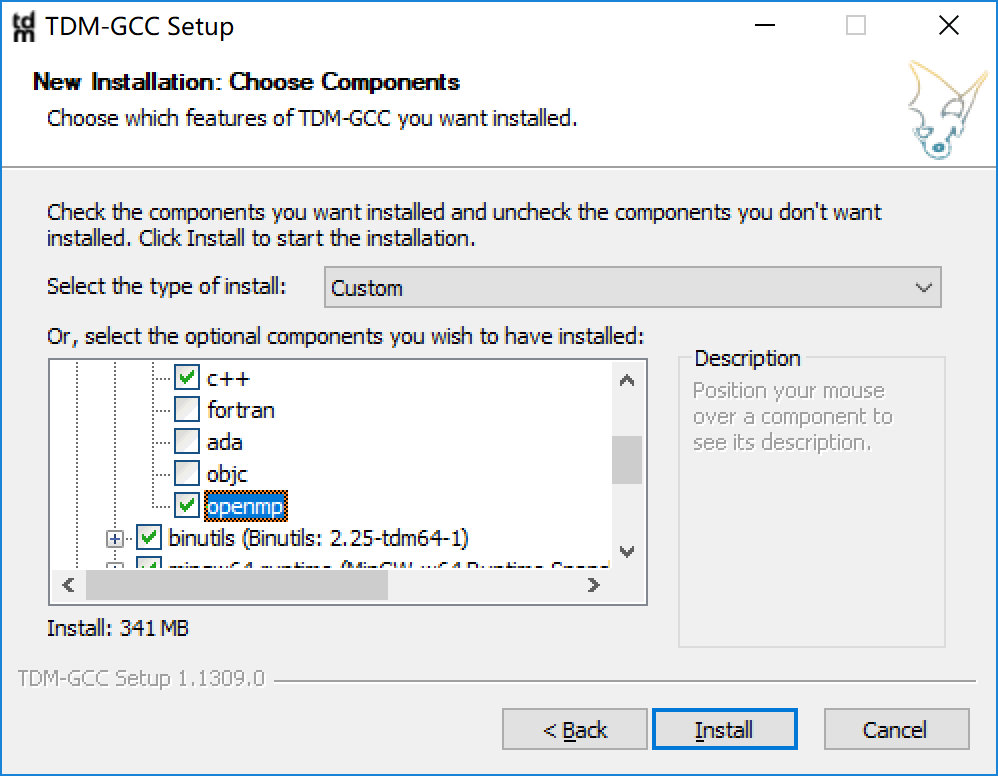 tdm
TDM-GCC Setup
New Installation: Choose Components
Choose which features of TDM-GCC you want installed.
Check the components you want installed and uncheck the components you don't want
installed. Click Install to start the installation.
Select the type of install:
Custom
Or, select the optional components you wish to have installed:
c++
fortran
ada
objc
openmp
binutils (Binutils: 2.25-tdm64-1)
Description
Position your mouse
over a component to
see its description.
Install: 341 MB
TDM-GCC Setup 1.1309.0
< Back
Install
Cancel